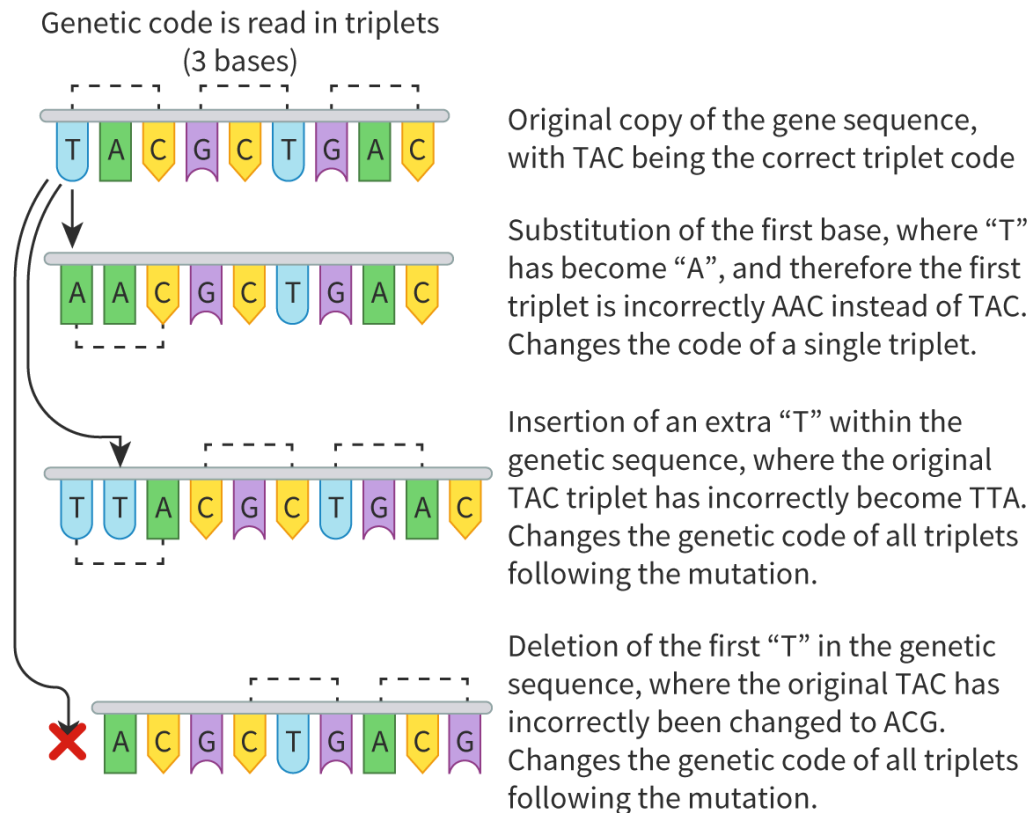 Genetic code is read in triplets
(3 bases)
T A C G C T G A C
Original copy of the gene sequence,
with TAC being the correct triplet code
A A C G C T G A C
Substitution of the first base, where “T”
has become “A”, and therefore the first
triplet is incorrectly AAC instead of TAC.
Changes the code of a single triplet.
T T A C G C T G A C
Insertion of an extra “T” within the
genetic sequence, where the original
TAC triplet has incorrectly become TTA.
Changes the genetic code of all triplets
following the mutation.
A C G C T G A C G
Deletion of the first “T” in the genetic
sequence, where the original TAC has
incorrectly been changed to ACG.
Changes the genetic code of all triplets
following the mutation.